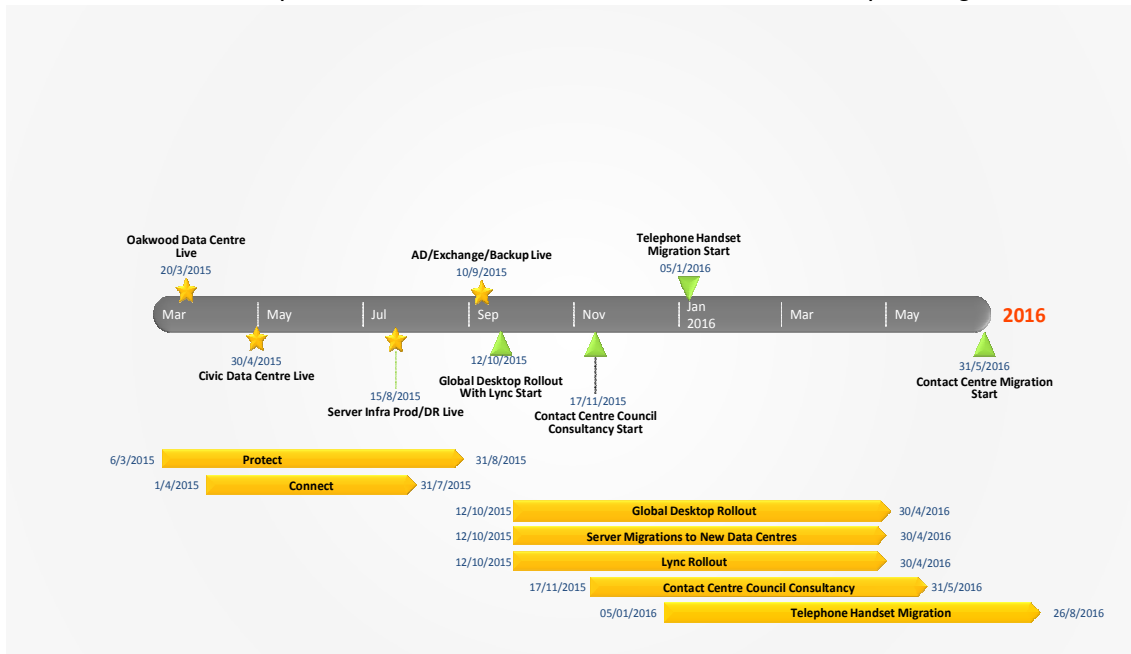 Oakwood Data Centre
Live
20/3/2015
AD/Exchange/Backup Live
10/9/2015
Telephone Handset
Migration Start
05/1/2016
Mar
May
Jul
Sep
Nov
Jan
2016
Mar
May
2016
30/4/2015
Civic Data Centre Live
15/8/2015
Server Infra Prod/DR Live
12/10/2015
Global Desktop Rollout
With Lync Start
17/11/2015
Contact Centre Council
Consultancy Start
31/5/2016
Contact Centre Migration
Start
6/3/2015 Protect 31/8/2015
1/4/2015 Connect 31/7/2015
12/10/2015 Global Desktop Rollout 30/4/2016
12/10/2015 Server Migrations to New Data Centres 30/4/2016
12/10/2015 Lync Rollout 30/4/2016
17/11/2015 Contact Centre Council Consultancy 31/5/2016
05/01/2016 Telephone Handset Migration 26/8/2016